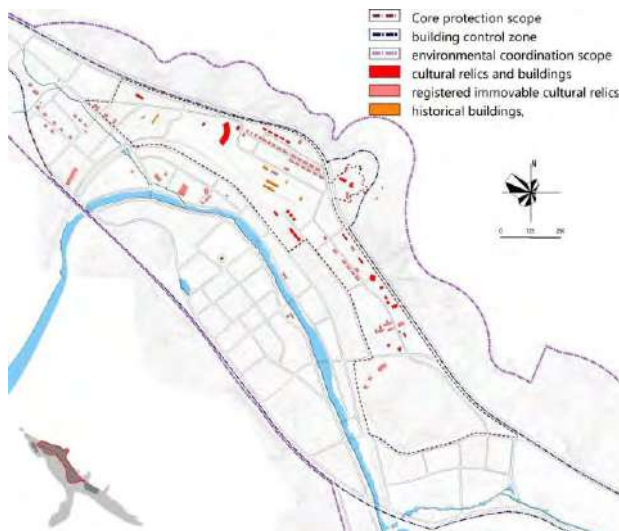 Core protection scope
building control zone
environmental coordination scope
cultural relics and buildings
registered immovable cultural relics
historical buildings,
N
0